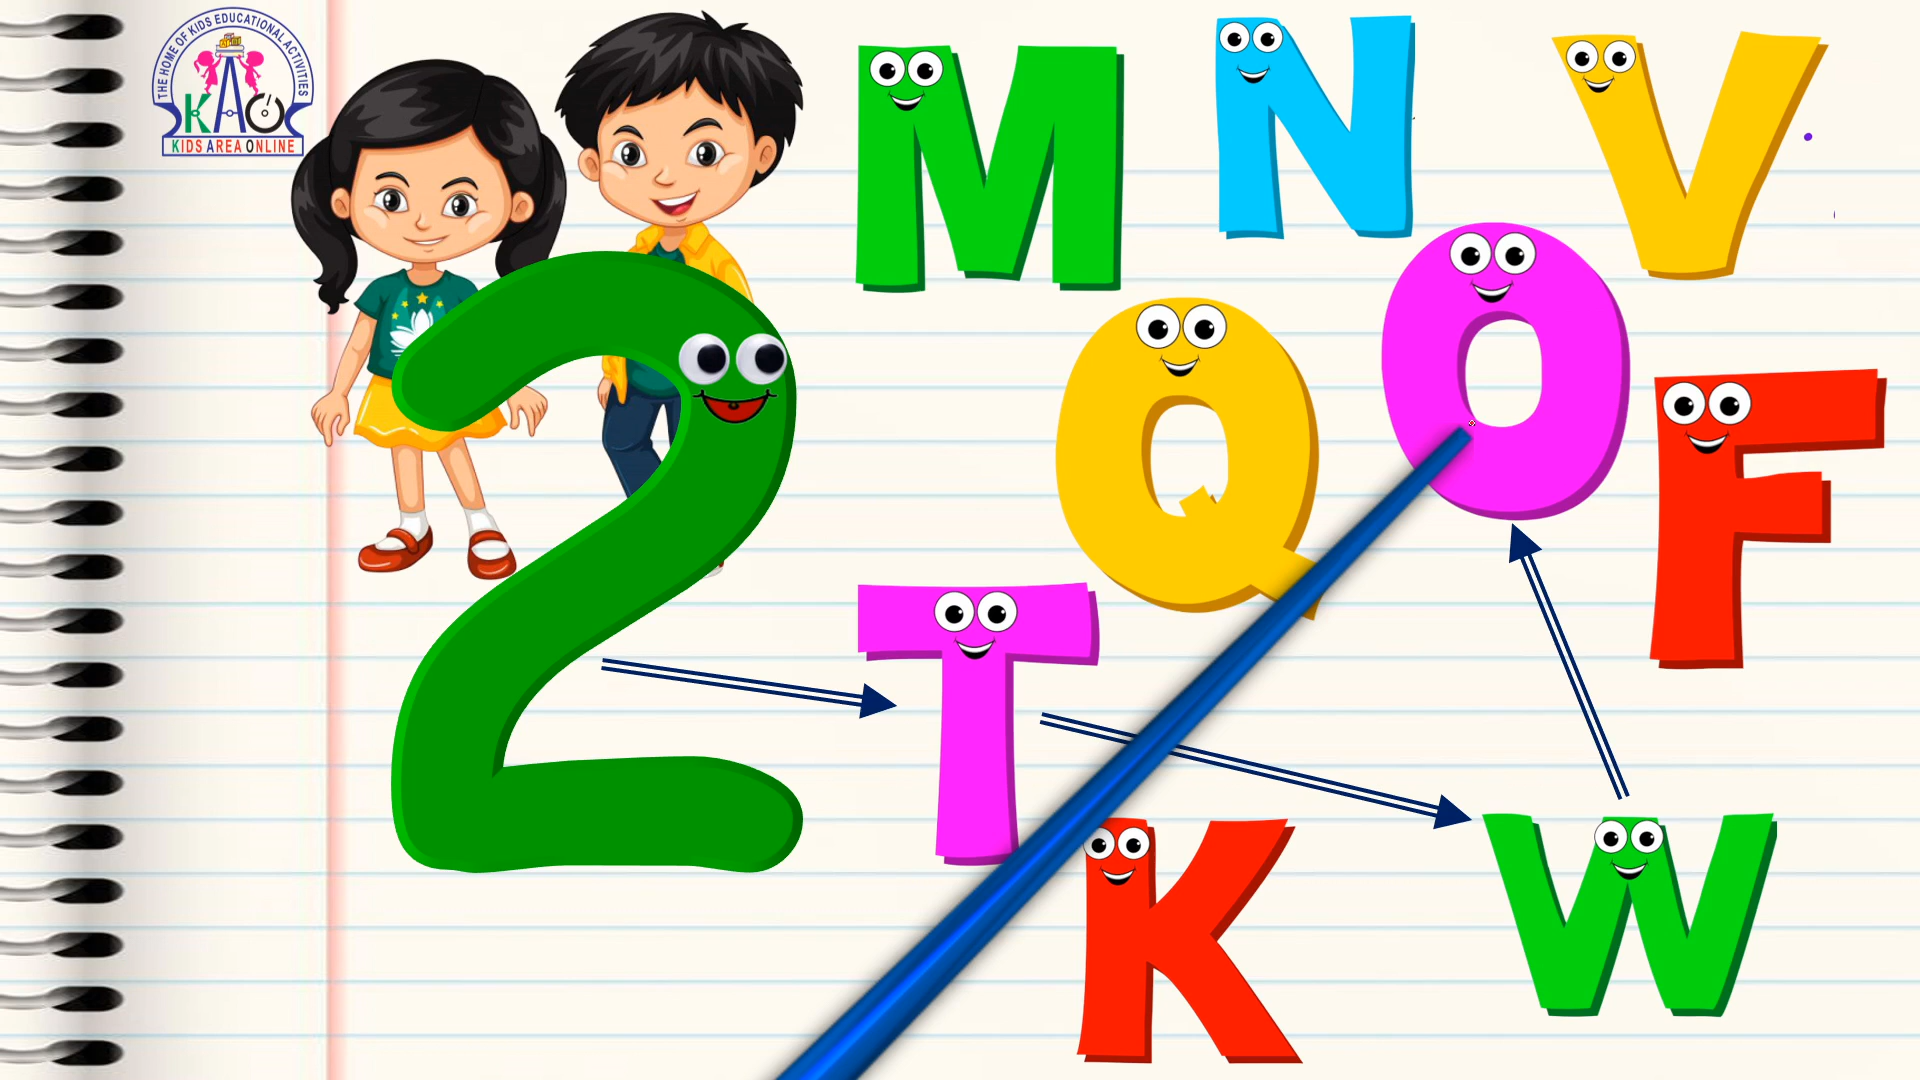 THE HOME OF KIDS EDUCATIONAL ACTIVITIES
KAO
KIDS AREA ONLINE
M N V
2 Q O F
T K W